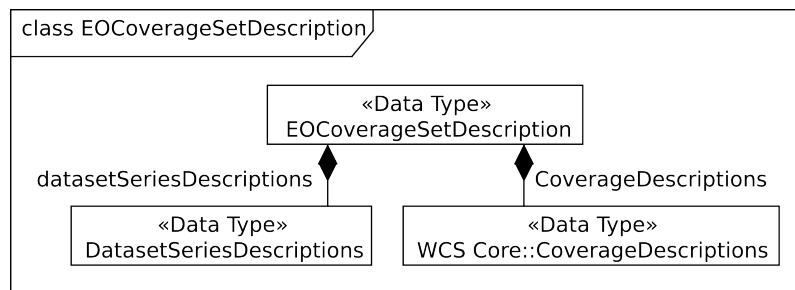 class EOCoverageSetDescription
«Data Type»
EOCoverageSetDescription
datasetSeriesDescriptions
CoverageDescriptions
«Data Type»
DatasetSeriesDescriptions
«Data Type»
WCS Core::CoverageDescriptions